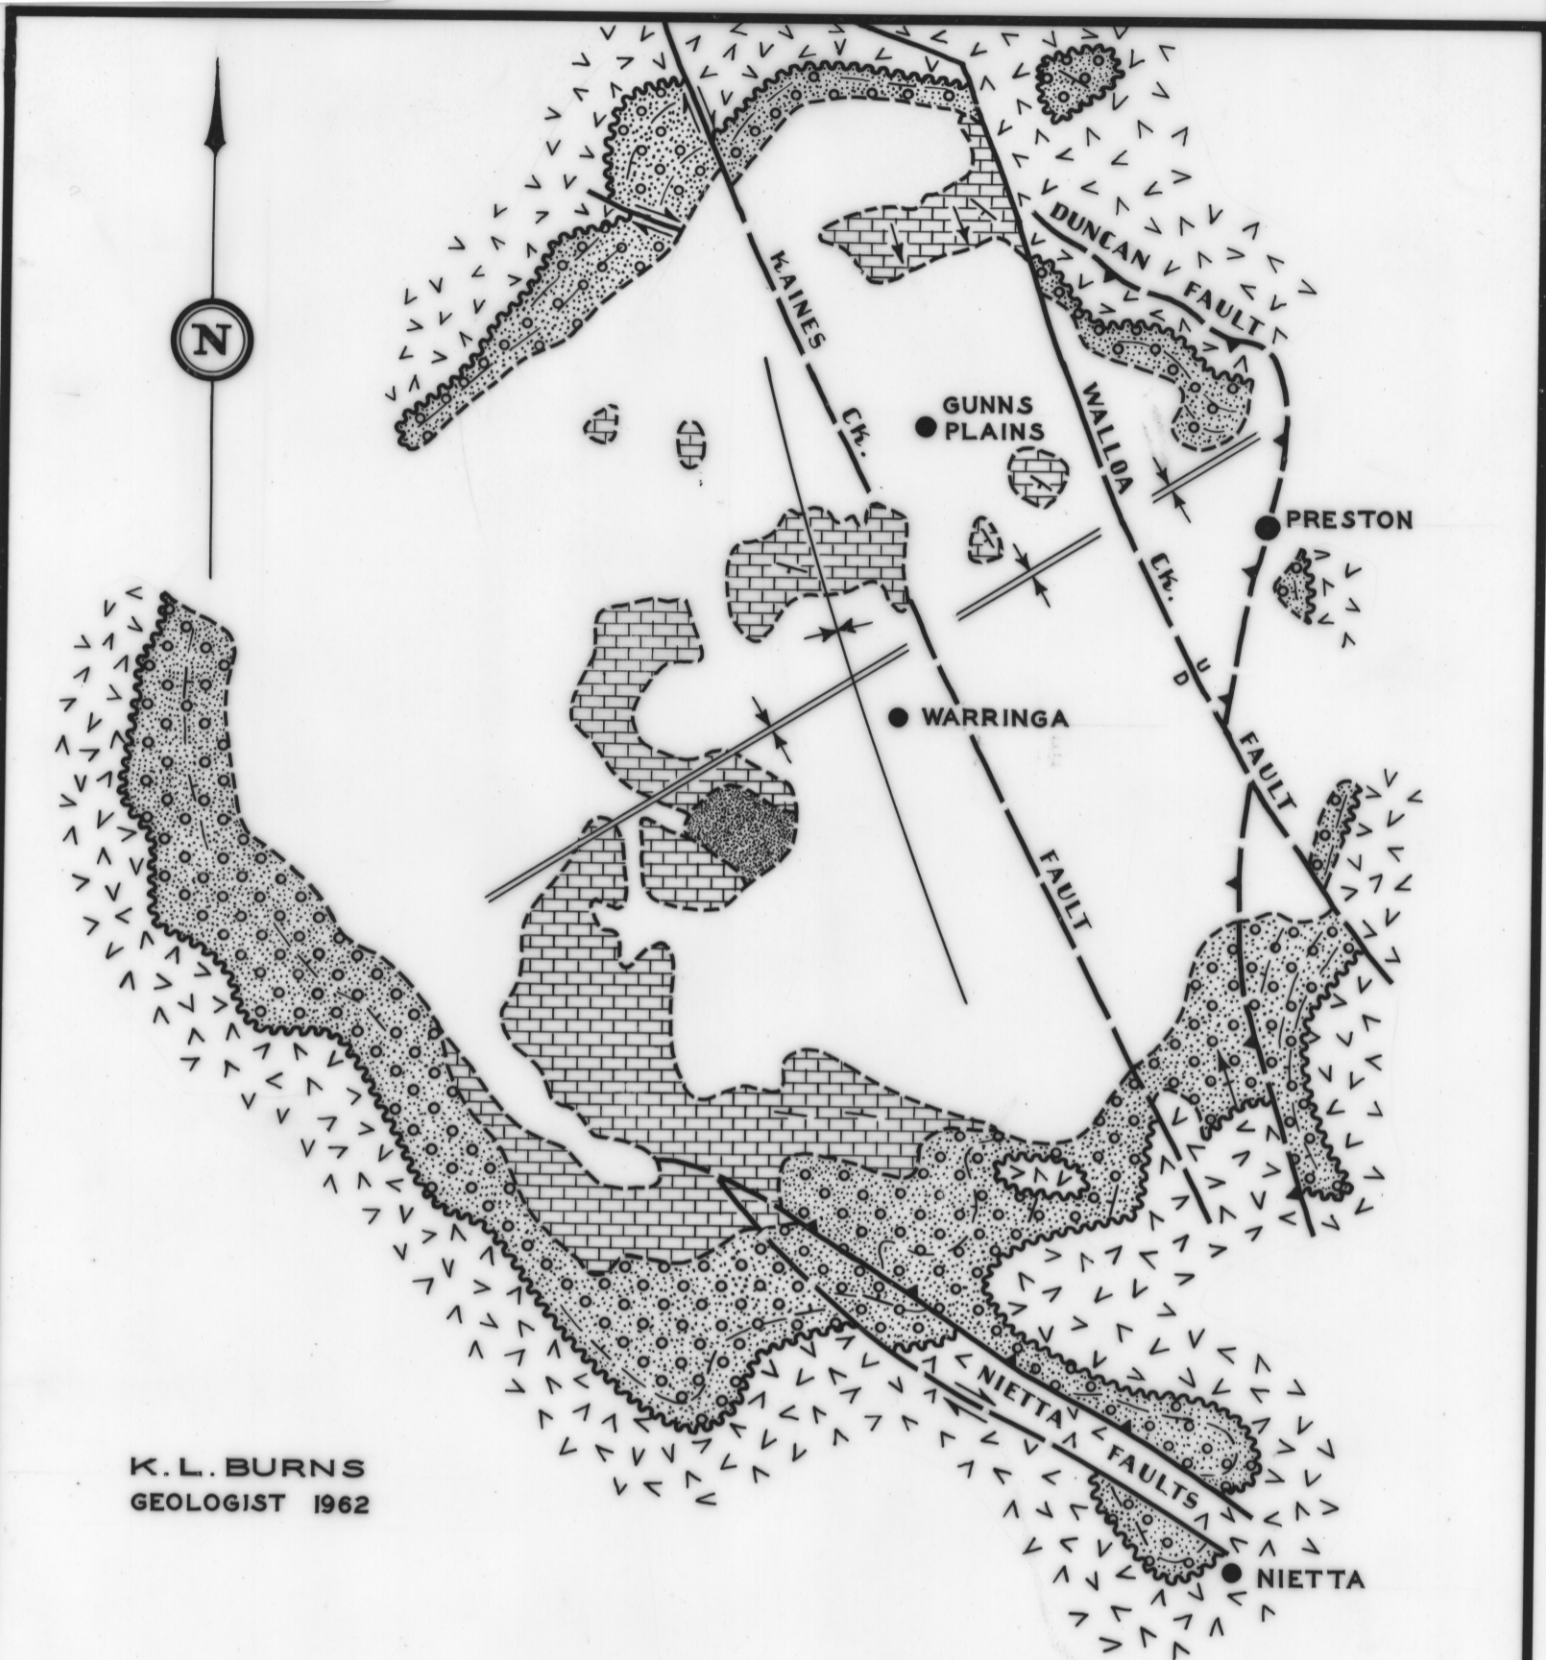 N
DUNCAN FAULT
KAINES CK. FAULT
GUNNS
PLAINS
WALLOA CK. FAULT
PRESTON
U
D
WARRINGA
NIETTA FAULTS
K. L. BURNS
GEOLOGIST 1962
NIETTA